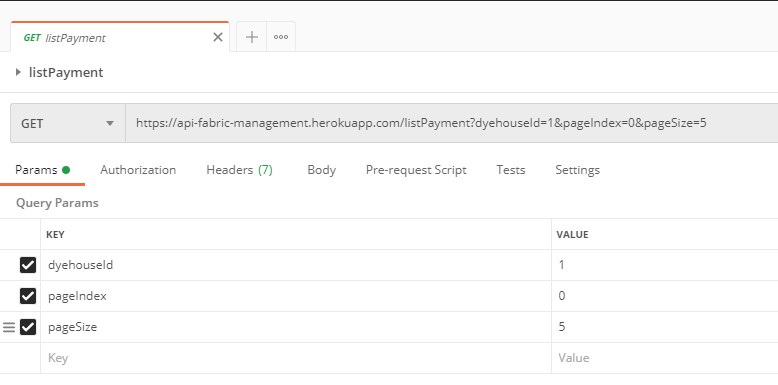 GET listPayment
listPayment
GET https://api-fabric-management.herokuapp.com/listPayment?dyehouseId=1&pageIndex=0&pageSize=5
Params Authorization Headers (7) Body Pre-request Script Tests Settings
Query Params
KEY VALUE
dyehouseId 1
pageIndex 0
pageSize 5
Key Value